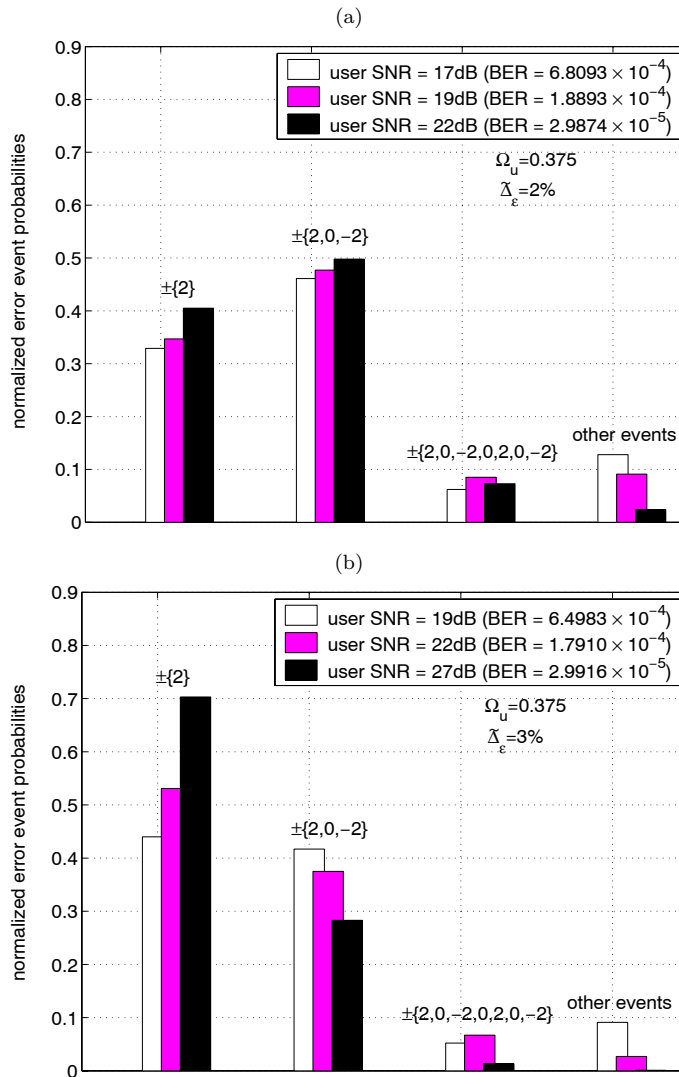 (a)
0.9
0.8
0.7
0.6
0.5
0.4
0.3
0.2
0.1
0
normalized error event probabilities
user SNR = 17dB (BER = 6.8093 × 10⁻⁴)
user SNR = 19dB (BER = 1.8893 × 10⁻⁴)
user SNR = 22dB (BER = 2.9874 × 10⁻⁵)
Ωᵤ=0.375
Δ̃_ε=2%
±{2}
±{2,0,−2}
±{2,0,−2,0,2,0,−2}
other events
(b)
0.9
0.8
0.7
0.6
0.5
0.4
0.3
0.2
0.1
0
normalized error event probabilities
user SNR = 19dB (BER = 6.4983 × 10⁻⁴)
user SNR = 22dB (BER = 1.7910 × 10⁻⁴)
user SNR = 27dB (BER = 2.9916 × 10⁻⁵)
Ωᵤ=0.375
Δ̃_ε=3%
±{2}
±{2,0,−2}
±{2,0,−2,0,2,0,−2}
other events